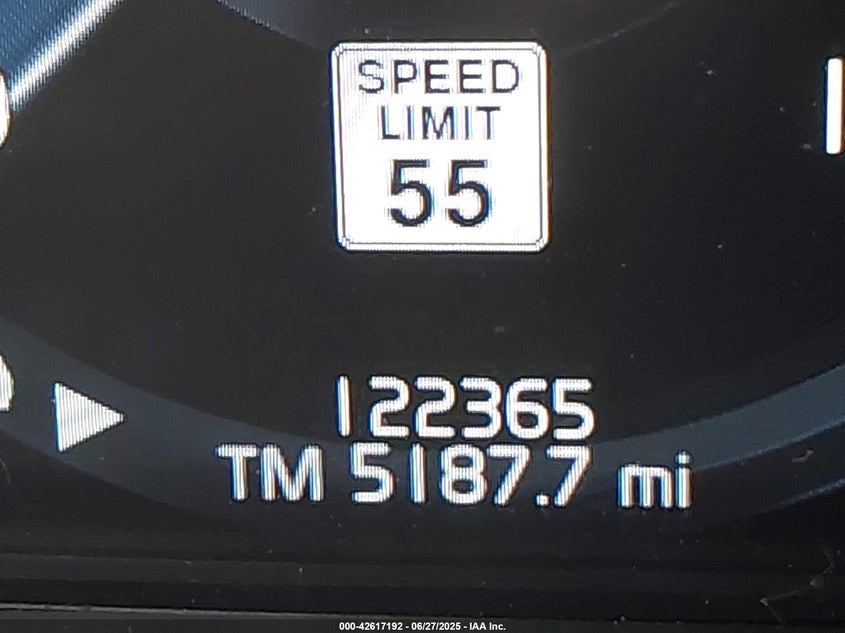 SPEED
LIMIT
55
122365
TM 5187.7 mi
000-42617192 - 06/27/2025 - IAA Inc.